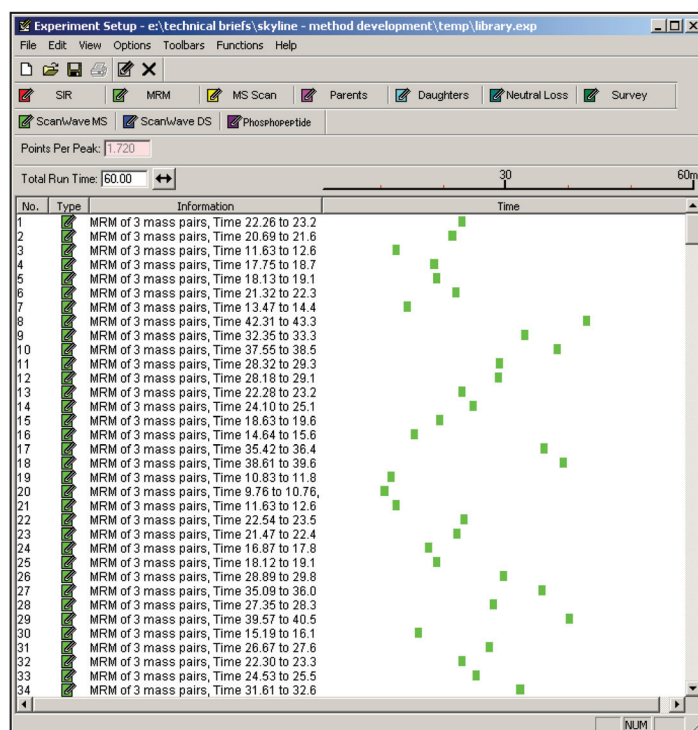 Experiment Setup - e:\technical briefs\skyline - method development\temp\library.exp
File Edit View Options Toolbars Functions Help
SIR MRM MS Scan Parents Daughters Neutral Loss Survey
ScanWave MS ScanWave DS Phosphopeptide
Points Per Peak: 1.720
Total Run Time: 60.00 30 60m
No. Type Information Time
1 MRM of 3 mass pairs, Time 22.26 to 23.2
2 MRM of 3 mass pairs, Time 20.69 to 21.6
3 MRM of 3 mass pairs, Time 11.63 to 12.6
4 MRM of 3 mass pairs, Time 17.75 to 18.7
5 MRM of 3 mass pairs, Time 18.13 to 19.1
6 MRM of 3 mass pairs, Time 21.32 to 22.3
7 MRM of 3 mass pairs, Time 13.47 to 14.4
8 MRM of 3 mass pairs, Time 42.31 to 43.3
9 MRM of 3 mass pairs, Time 32.35 to 33.3
10 MRM of 3 mass pairs, Time 37.55 to 38.5
11 MRM of 3 mass pairs, Time 28.32 to 29.3
12 MRM of 3 mass pairs, Time 28.18 to 29.1
13 MRM of 3 mass pairs, Time 22.28 to 23.2
14 MRM of 3 mass pairs, Time 24.10 to 25.1
15 MRM of 3 mass pairs, Time 18.63 to 19.6
16 MRM of 3 mass pairs, Time 14.64 to 15.6
17 MRM of 3 mass pairs, Time 35.42 to 36.4
18 MRM of 3 mass pairs, Time 38.61 to 39.6
19 MRM of 3 mass pairs, Time 10.83 to 11.8
20 MRM of 3 mass pairs, Time 9.76 to 10.76,
21 MRM of 3 mass pairs, Time 11.63 to 12.6
22 MRM of 3 mass pairs, Time 22.54 to 23.5
23 MRM of 3 mass pairs, Time 21.47 to 22.4
24 MRM of 3 mass pairs, Time 16.87 to 17.8
25 MRM of 3 mass pairs, Time 18.12 to 19.1
26 MRM of 3 mass pairs, Time 28.89 to 29.8
27 MRM of 3 mass pairs, Time 35.09 to 36.0
28 MRM of 3 mass pairs, Time 27.35 to 28.3
29 MRM of 3 mass pairs, Time 39.57 to 40.5
30 MRM of 3 mass pairs, Time 15.19 to 16.1
31 MRM of 3 mass pairs, Time 26.67 to 27.6
32 MRM of 3 mass pairs, Time 22.30 to 23.3
33 MRM of 3 mass pairs, Time 24.53 to 25.5
34 MRM of 3 mass pairs, Time 31.61 to 32.6
NUM